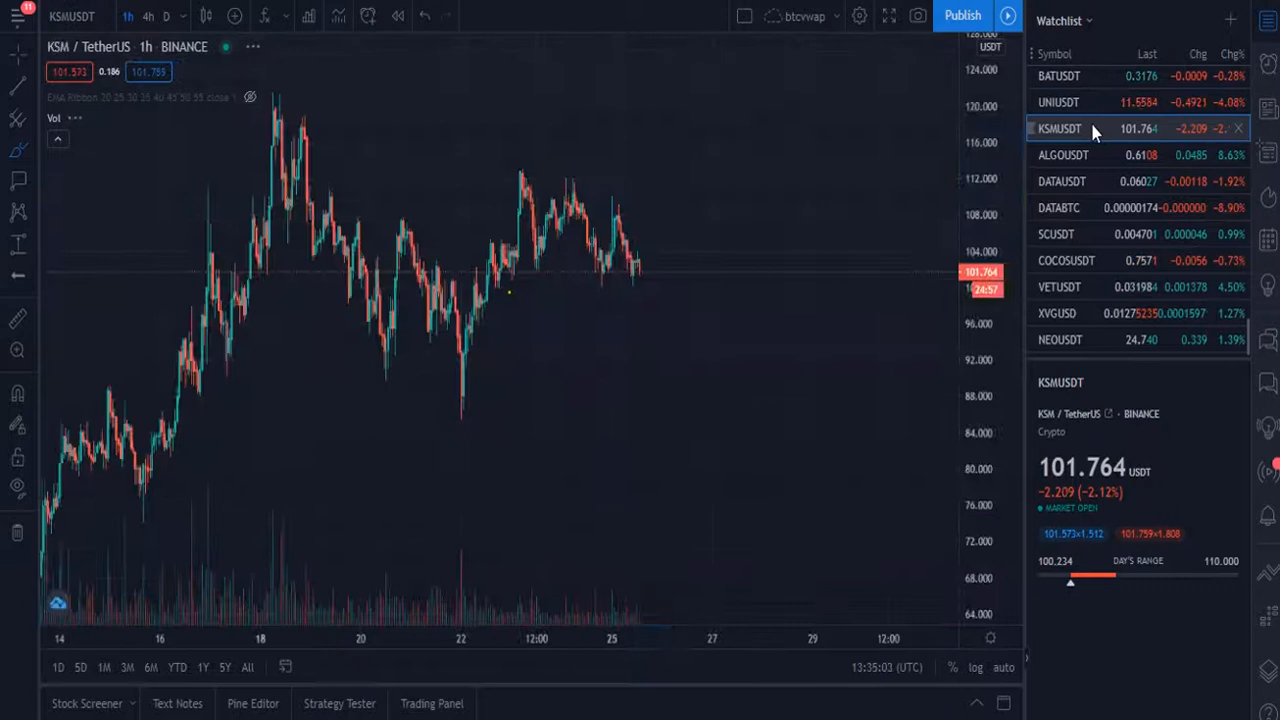 11
KSMUSDT 1h 4h D btcvwap Publish
KSM / TetherUS · 1h · BINANCE
101.573 0.186 101.755
EMA Ribbon 20 25 30 35 40 45 50 55 close
Vol
128.000
USDT
124.000
120.000
116.000
112.000
108.000
104.000
101.764
24:57
96.000
92.000
88.000
84.000
80.000
76.000
72.000
68.000
64.000
14 16 18 20 22 12:00 25 27 29 12:00
1D 5D 1M 3M 6M YTD 1Y 5Y All 13:35:03 (UTC) % log auto
Stock Screener Text Notes Pine Editor Strategy Tester Trading Panel
Watchlist
Symbol Last Chg Chg%
BATUSDT 0.3176 −0.0009 −0.28%
UNIUSDT 11.5584 −0.4921 −4.08%
KSMUSDT 101.764 −2.209 −2.
ALGOUSDT 0.6108 0.0485 8.63%
DATAUSDT 0.06027 −0.00118 −1.92%
DATABTC 0.00000174 −0.000000 −8.90%
SCUSDT 0.004701 0.000046 0.99%
COCOSUSDT 0.7571 −0.0056 −0.73%
VETUSDT 0.031984 0.001378 4.50%
XVGUSD 0.01275235 0.0001597 1.27%
NEOUSDT 24.740 0.339 1.39%
KSMUSDT
KSM / TetherUS · BINANCE
Crypto
101.764 USDT
−2.209 (−2.12%)
MARKET OPEN
101.573×1.512 101.759×1.808
100.234 DAY'S RANGE 110.000